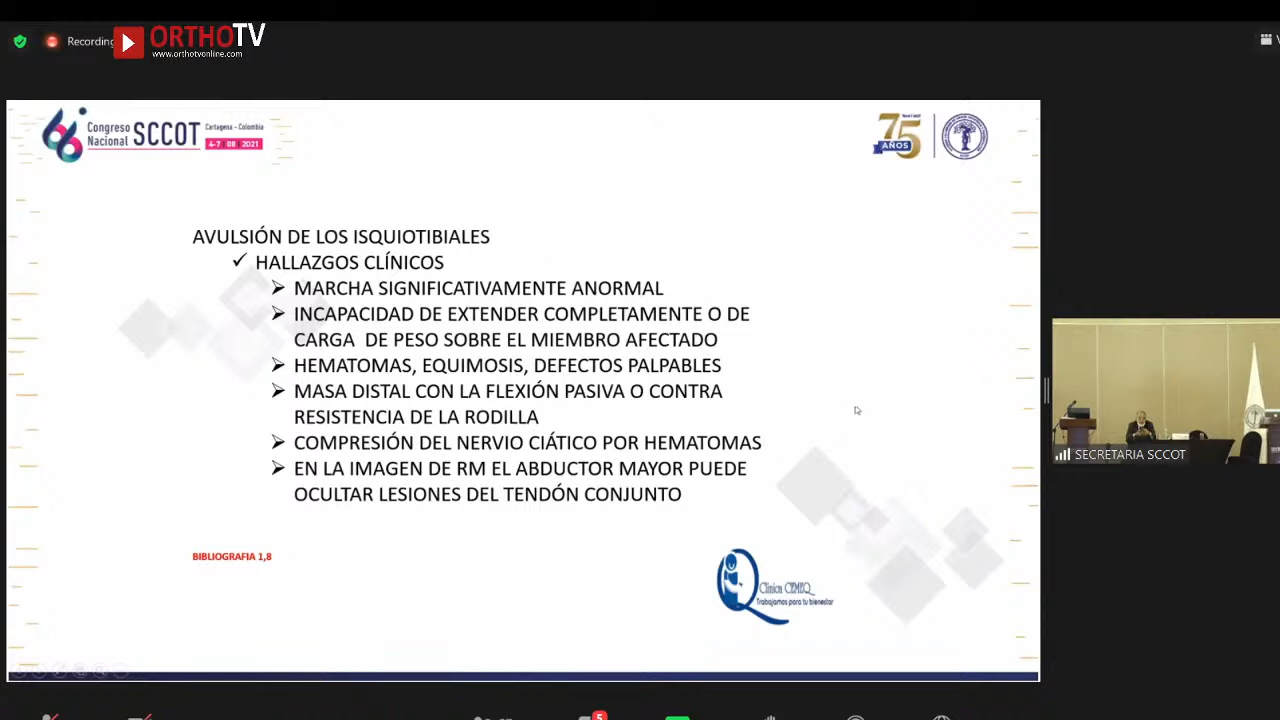 Recording
ORTHOTV
www.orthotvonline.com
Congreso
Nacional SCCOT
Cartagena - Colombia
4-7 08 2021
75
AÑOS
AVULSIÓN DE LOS ISQUIOTIBIALES
✓ HALLAZGOS CLÍNICOS
➢ MARCHA SIGNIFICATIVAMENTE ANORMAL
➢ INCAPACIDAD DE EXTENDER COMPLETAMENTE O DE
CARGA DE PESO SOBRE EL MIEMBRO AFECTADO
➢ HEMATOMAS, EQUIMOSIS, DEFECTOS PALPABLES
➢ MASA DISTAL CON LA FLEXIÓN PASIVA O CONTRA
RESISTENCIA DE LA RODILLA
➢ COMPRESIÓN DEL NERVIO CIÁTICO POR HEMATOMAS
➢ EN LA IMAGEN DE RM EL ABDUCTOR MAYOR PUEDE
OCULTAR LESIONES DEL TENDÓN CONJUNTO
BIBLIOGRAFIA 1,8
Clínica CEMEQ
Trabajamos para tu bienestar
SECRETARIA SCCOT
5